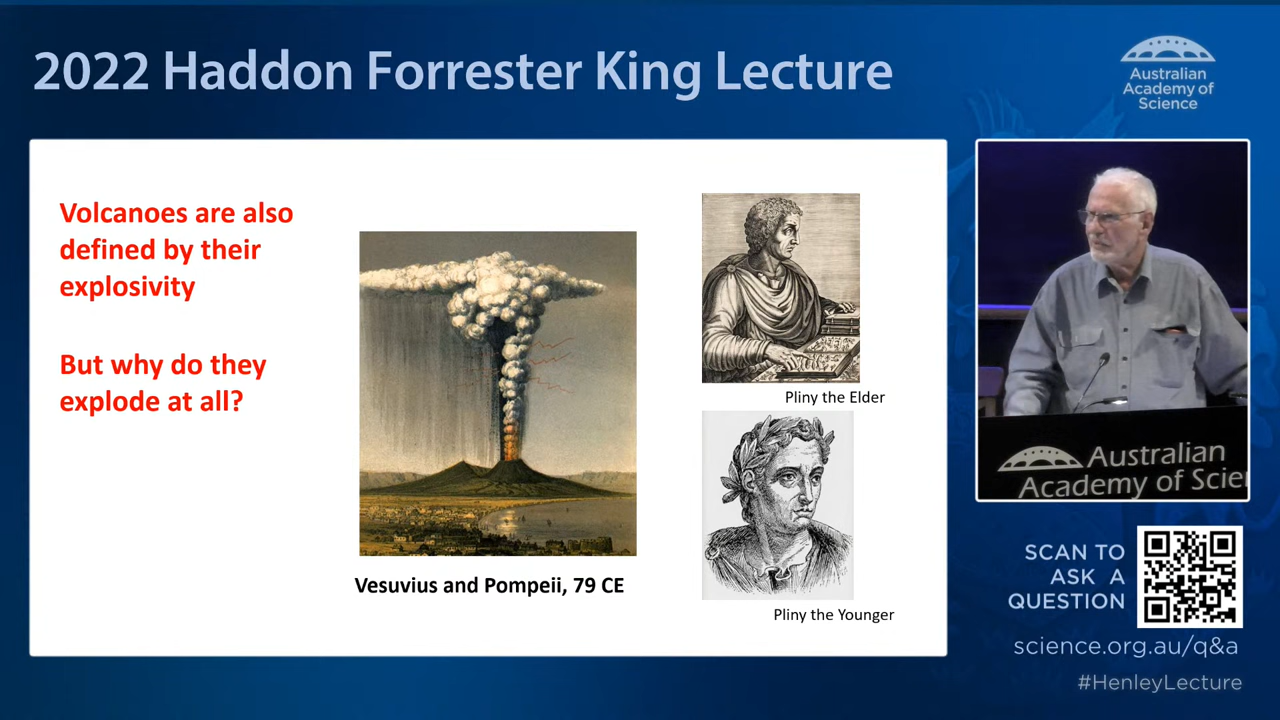 2022 Haddon Forrester King Lecture
Australian
Academy of
Science
Volcanoes are also
defined by their
explosivity
But why do they
explode at all?
Vesuvius and Pompeii, 79 CE
Pliny the Elder
Pliny the Younger
Australian
Academy of Scie
SCAN TO
ASK A
QUESTION
science.org.au/q&a
#HenleyLecture